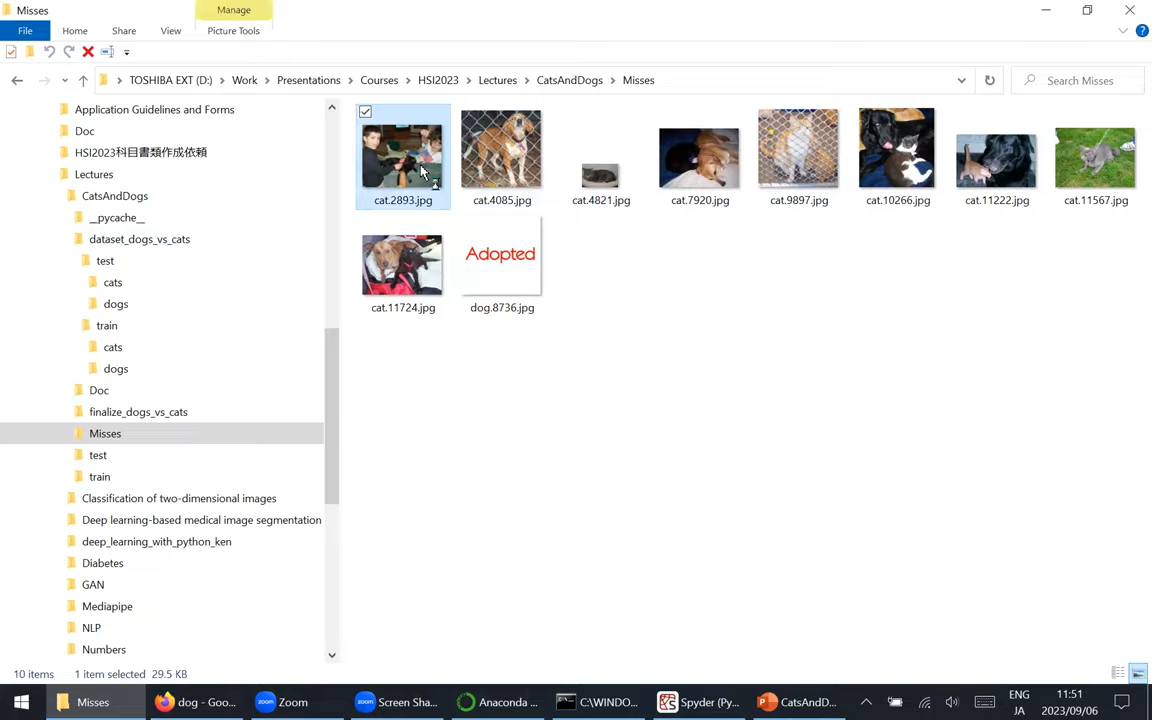 Misses
Manage
File
Home
Share
View
Picture Tools
TOSHIBA EXT (D:)
Work
Presentations
Courses
HSI2023
Lectures
CatsAndDogs
Misses
Search Misses
Application Guidelines and Forms
Doc
HSI2023科目書類作成依頼
Lectures
CatsAndDogs
__pycache__
dataset_dogs_vs_cats
test
cats
dogs
train
cats
dogs
Doc
finalize_dogs_vs_cats
Misses
test
train
Classification of two-dimensional images
Deep learning-based medical image segmentation
deep_learning_with_python_ken
Diabetes
GAN
Mediapipe
NLP
Numbers
cat.2893.jpg
cat.4085.jpg
cat.4821.jpg
cat.7920.jpg
cat.9897.jpg
cat.10266.jpg
cat.11222.jpg
cat.11567.jpg
Adopted
cat.11724.jpg
dog.8736.jpg
10 items
1 item selected 29.5 KB
Misses
dog - Goo...
Zoom
Screen Sha...
Anaconda ...
C:\WINDO...
Spyder (Py...
CatsAndD...
ENG
JA
11:51
2023/09/06